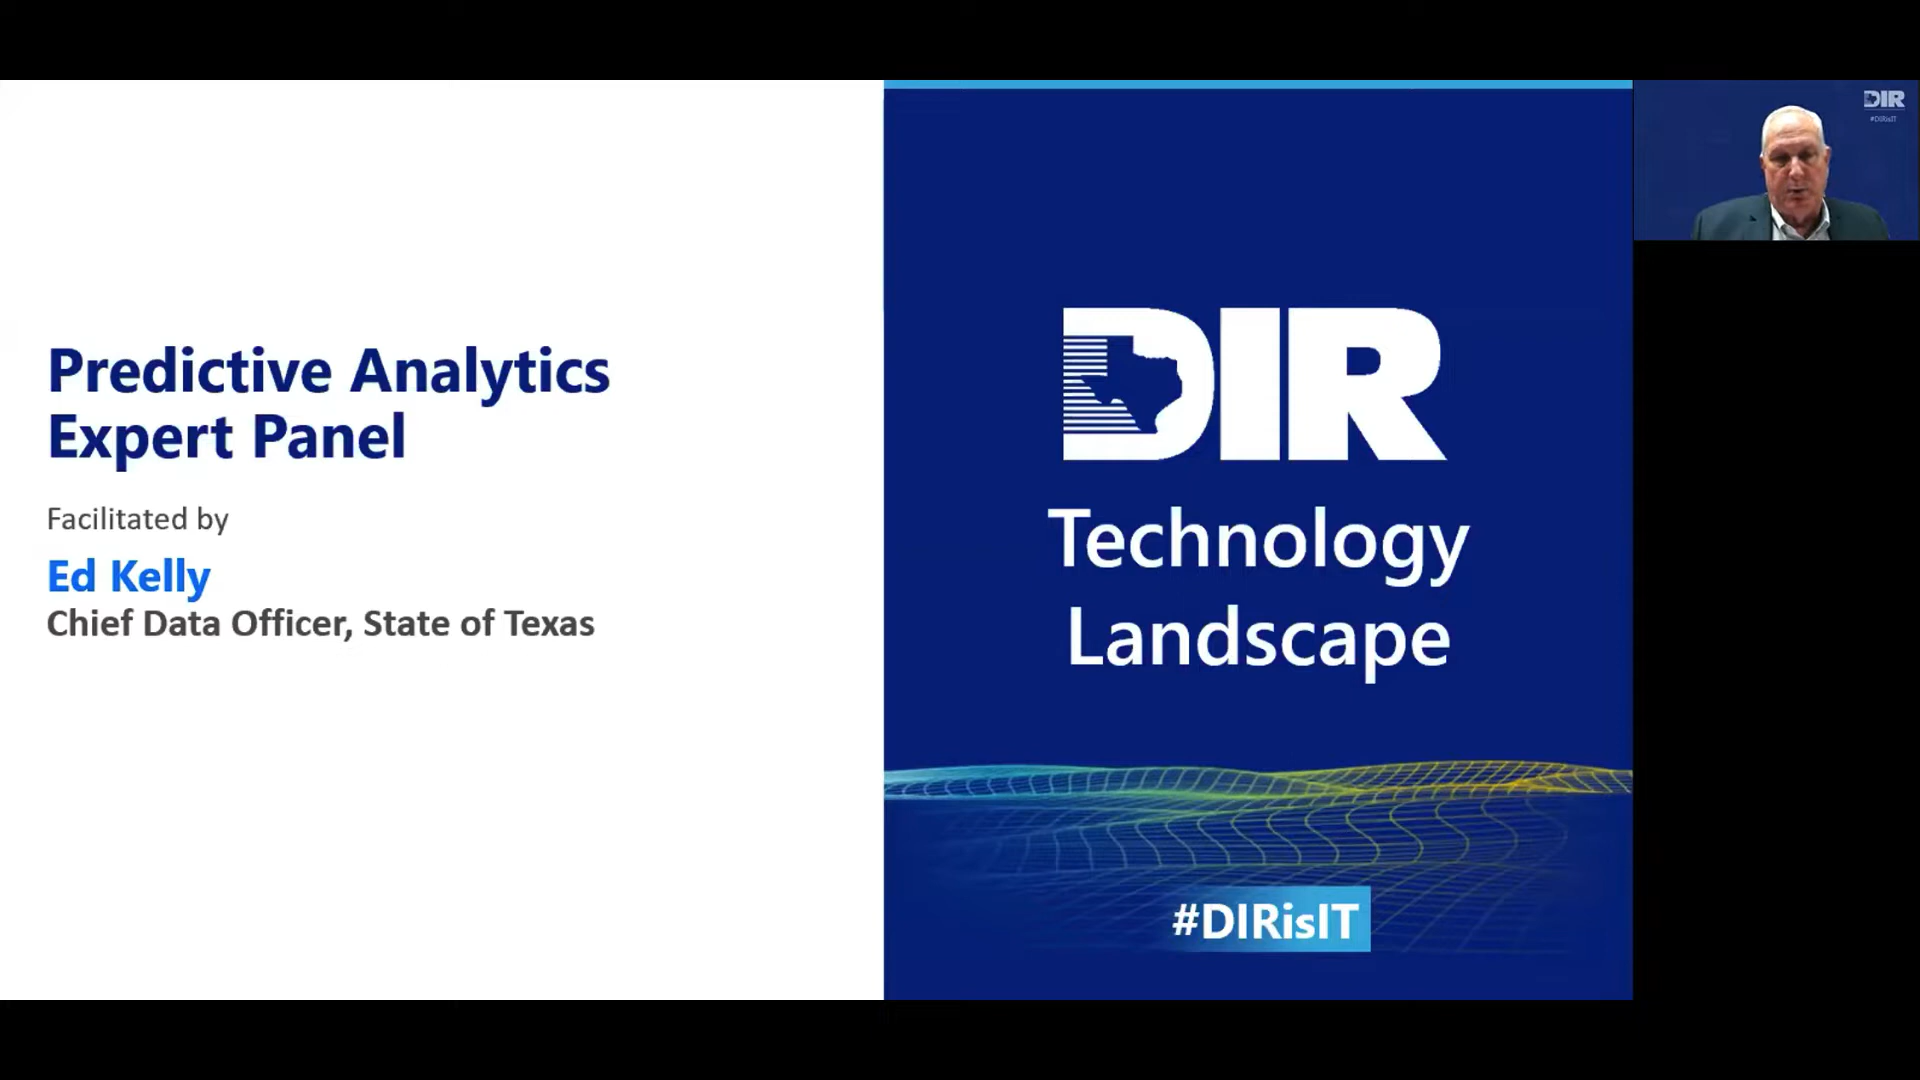 Predictive Analytics
Expert Panel
Facilitated by
Ed Kelly
Chief Data Officer, State of Texas
DIR
Technology
Landscape
#DIRisIT
DIR
#DIRisIT